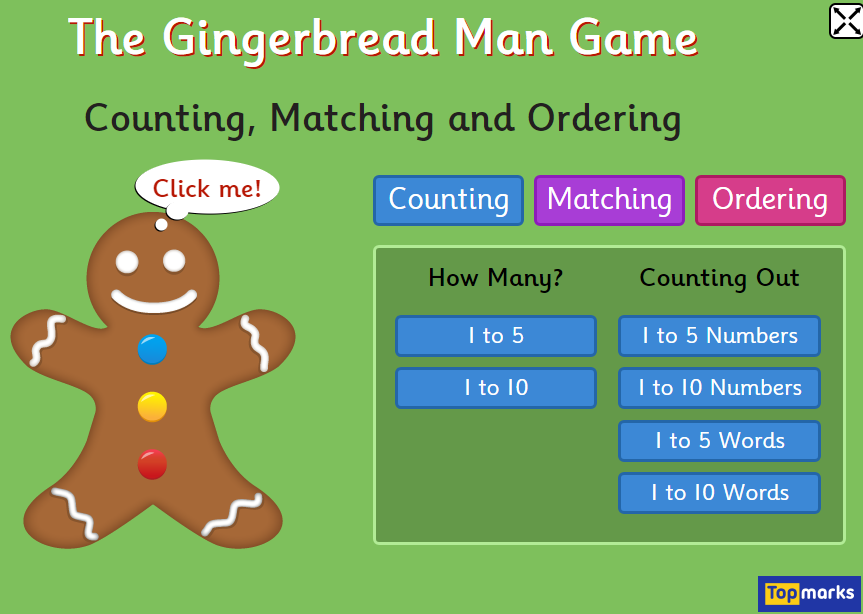 The Gingerbread Man Game
Counting, Matching and Ordering
Click me!
Counting
Matching
Ordering
How Many?
1 to 5
1 to 10
Counting Out
1 to 5 Numbers
1 to 10 Numbers
1 to 5 Words
1 to 10 Words
Topmarks